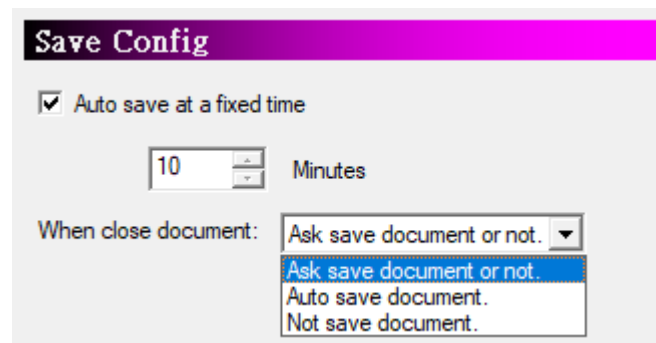 Save Config
Auto save at a fixed time
10 Minutes
When close document: Ask save document or not.
Ask save document or not.
Auto save document.
Not save document.